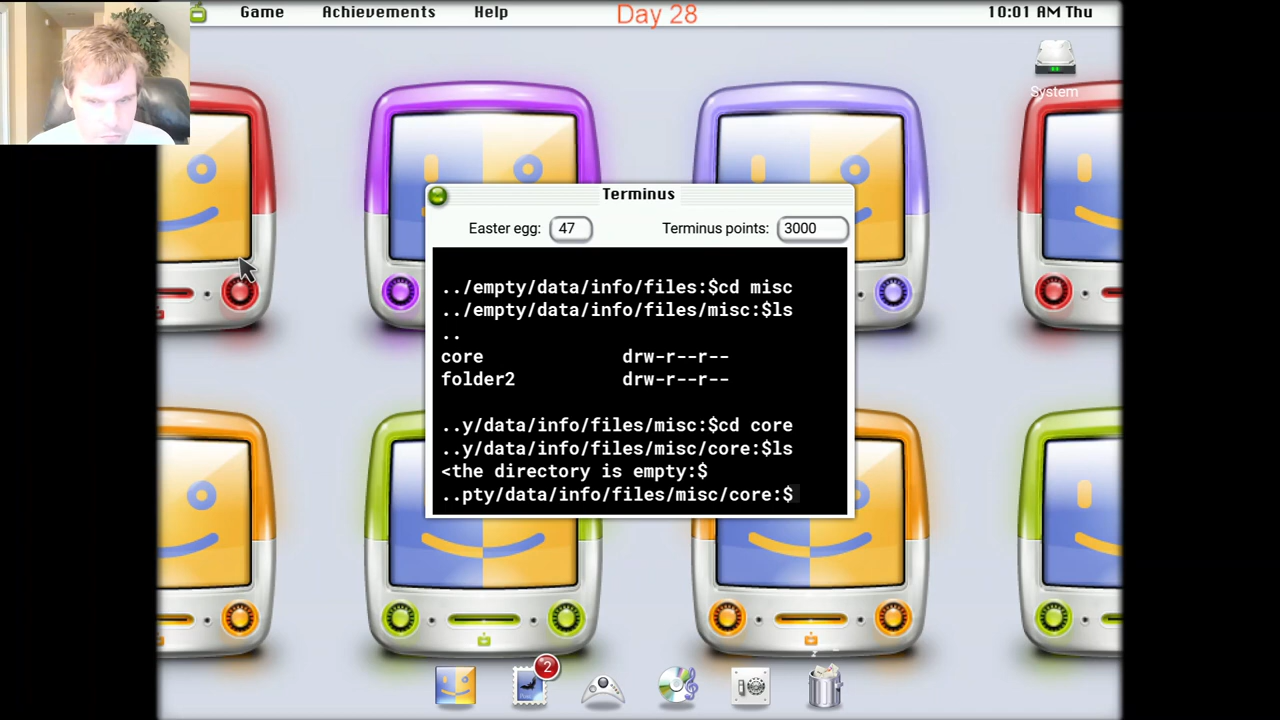 Game Achievements Help Day 28 10:01 AM Thu
System
Terminus
Easter egg: 47 Terminus points: 3000
../empty/data/info/files:$cd misc
../empty/data/info/files/misc:$ls
..
core drw-r--r--
folder2 drw-r--r--
..y/data/info/files/misc:$cd core
..y/data/info/files/misc/core:$ls
<the directory is empty:$
..pty/data/info/files/misc/core:$
2